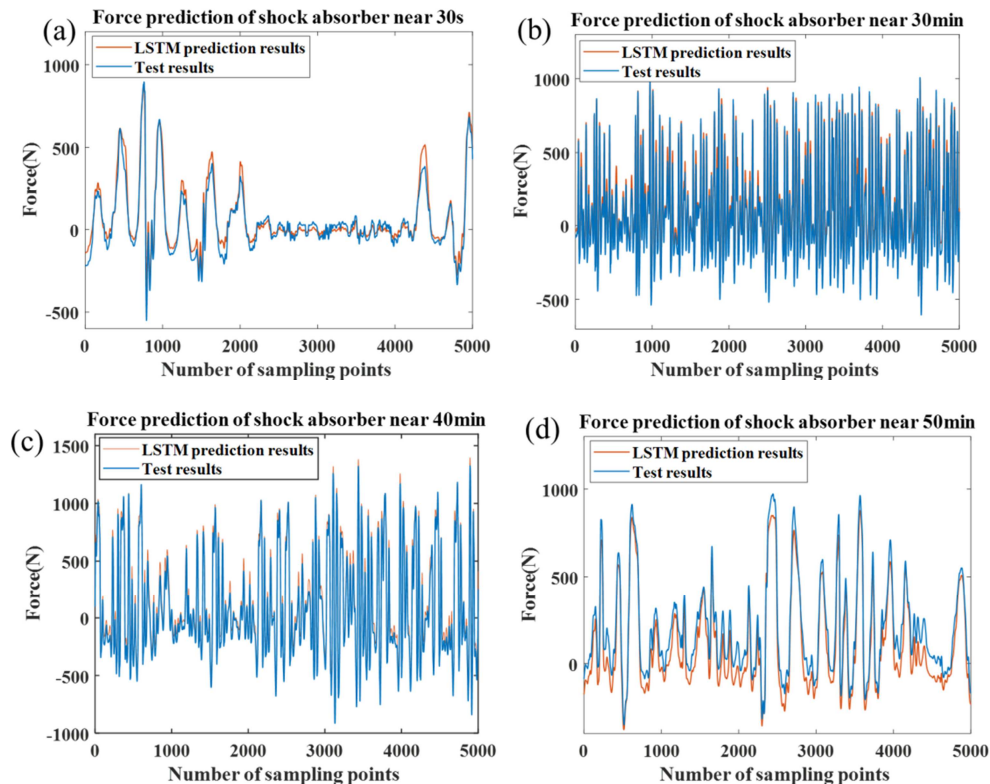 (a)
Force prediction of shock absorber near 30s
LSTM prediction results
Test results
1000
500
0
-500
Force(N)
0 1000 2000 3000 4000 5000
Number of sampling points
(b)
Force prediction of shock absorber near 30min
LSTM prediction results
Test results
1000
500
0
-500
Force(N)
0 1000 2000 3000 4000 5000
Number of sampling points
(c)
Force prediction of shock absorber near 40min
LSTM prediction results
Test results
1500
1000
500
0
-500
-1000
Force(N)
0 1000 2000 3000 4000 5000
Number of sampling points
(d)
Force prediction of shock absorber near 50min
LSTM prediction results
Test results
1000
500
0
Force(N)
0 1000 2000 3000 4000 5000
Number of sampling points